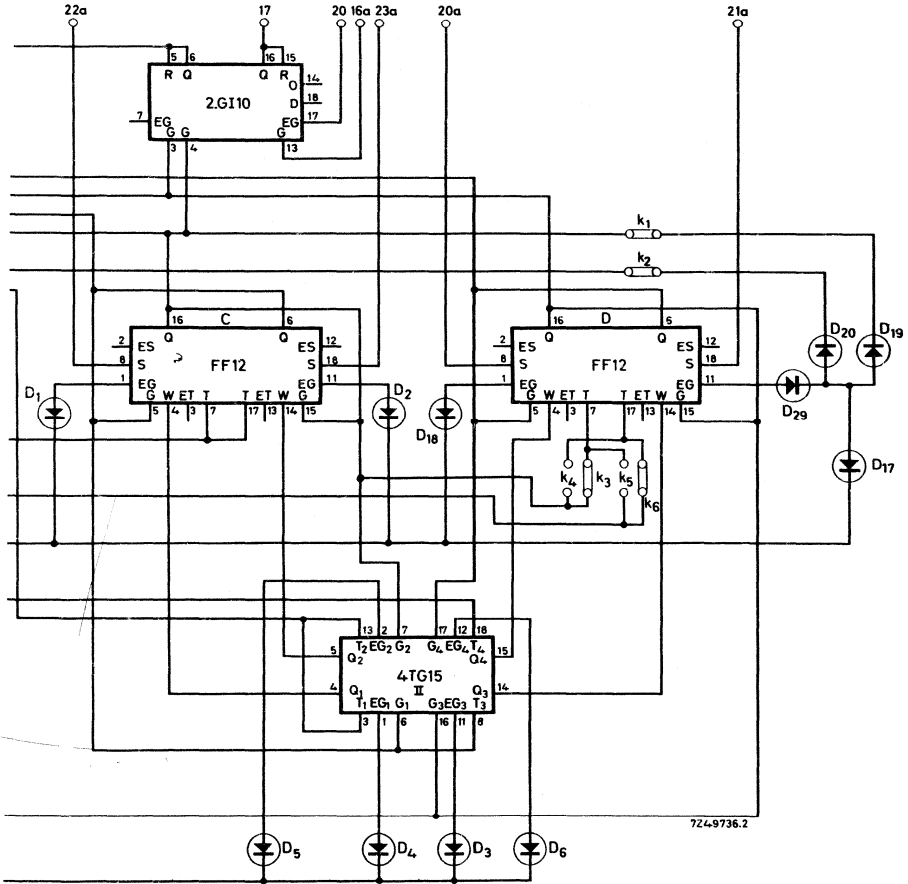 22a 17 20 16a 23a 20a 21a
5 6 16 15
R Q Q R
O 14
2.GI10
D 18
7 EG EG 17
G G G
3 4 13
k1
k2
16 C 6 16 D 6
Q Q Q Q
D20 D19
2 ES ES 12 2 ES ES 12
8 S FF12 S 18 8 S FF12 S 18
1 EG EG 11 1 EG EG 11
G W ET T T ET W G G W ET T T ET W G
5 4 3 7 17 13 14 15 5 4 3 7 17 13 14 15
D1 D2 D18 D29
D17
k4 k3 k5 k6
13 2 7 17 12 18
T2 EG2 G2 G4 EG4 T4
5 Q2 Q4 15
4TG15
II
4 Q1 Q3 14
T1 EG1 G1 G3 EG3 T3
3 1 6 16 11 8
7Z49736.2
D5 D4 D3 D6